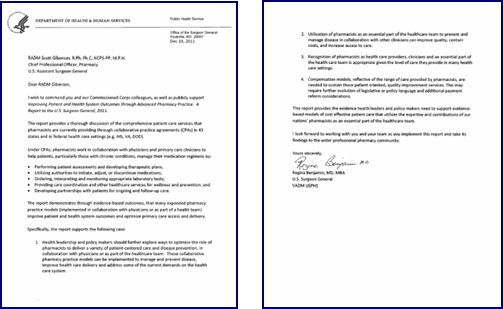 DEPARTMENT OF HEALTH & HUMAN SERVICES
Public Health Service
Office of the Surgeon General
Rockville, MD 20857
Dec 14, 2011
RADM Scott Giberson, R.Ph, Ph.C, NCPS-PP, M.P.H.
Chief Professional Officer, Pharmacy
U.S. Assistant Surgeon General
Dear RADM Giberson,
I wish to commend you and our Commissioned Corps colleagues, as well as publicly support
Improving Patient and Health System Outcomes through Advanced Pharmacy Practice. A
Report to the U.S. Surgeon General, 2011.
The report provides a thorough discussion of the comprehensive patient care services that
pharmacists are currently providing through collaborative practice agreements (CPAs) in 43
states and in federal health care settings (e.g. IHS, VA, DOD).
Under CPAs, pharmacists work in collaboration with physicians and primary care clinicians to
help patients, particularly those with chronic conditions, manage their medication regimens by:
• Performing patient assessments and developing therapeutic plans;
• Utilizing authorities to initiate, adjust, or discontinue medications;
• Ordering, interpreting and monitoring appropriate laboratory tests;
• Providing care coordination and other healthcare services for wellness and prevention; and
• Developing partnerships with patients for ongoing and follow-up care.
The report demonstrates through evidence-based outcomes, that many expanded pharmacy
practice models (implemented in collaboration with physicians or as part of a health team)
improve patient and health system outcomes and optimize primary care access and delivery.
Specifically, the report supports the following case:
1. Health leadership and policy makers should further explore ways to optimize the role of
pharmacists to deliver a variety of patient-centered care and disease prevention, in
collaboration with physicians or as part of the healthcare team. These collaborative
pharmacy practice models can be implemented to manage and prevent disease,
improve health care delivery and address some of the current demands on the health
care system.
2. Utilization of pharmacists as an essential part of the healthcare team to prevent and
manage disease in collaboration with other clinicians can improve quality, contain
costs, and increase access to care.
3. Recognition of pharmacists as health care providers, clinicians and an essential part of
the health care team is appropriate given the level of care they provide in many health
care settings.
4. Compensation models, reflective of the range of care provided by pharmacists, are
needed to sustain these patient oriented, quality improvement services. This may
require further evolution of legislative or policy language and additional payment
reform considerations.
This report provides the evidence health leaders and policy makers need to support evidence-
based models of cost effective patient care that utilizes the expertise and contributions of our
nation's pharmacists as an essential part of the healthcare team.
I look forward to working with you and your team as you implement this report and take its
findings to the wider professional pharmacy community.
Yours sincerely,
Regina Benjamin, MD
Regina Benjamin, MD, MBA
U.S. Surgeon General
VADM USPHS